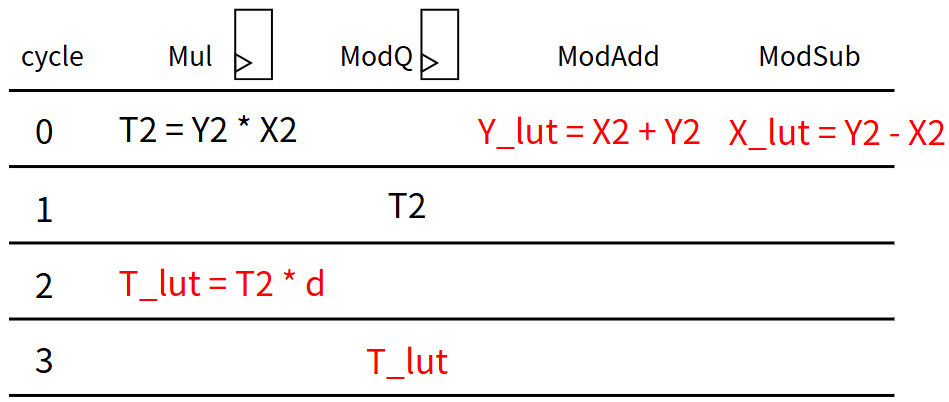 cycle Mul ModQ ModAdd ModSub
0 T2 = Y2 * X2 Y_lut = X2 + Y2 X_lut = Y2 - X2
1 T2
2 T_lut = T2 * d
3 T_lut